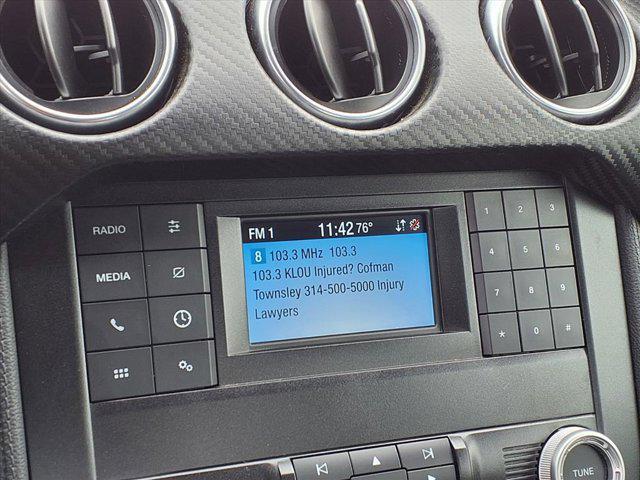 FM 1 11:42 76°
8 103.3 MHz 103.3
103.3 KLOU Injured? Cofman
Townsley 314-500-5000 Injury
Lawyers
RADIO
MEDIA
1 2 3
4 5 6
7 8 9
* 0 #
TUNE